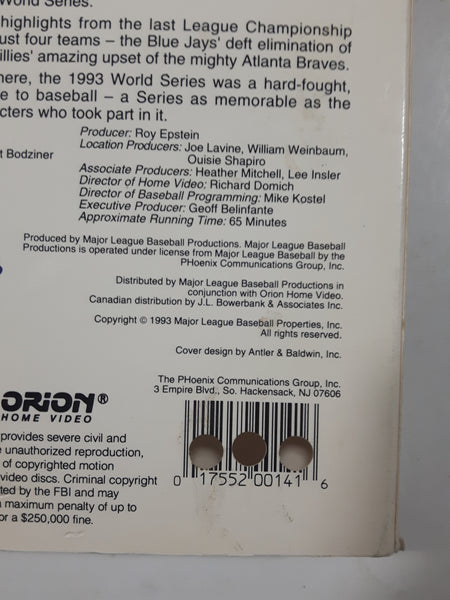 World Series.
highlights from the last League Championship
ust four teams – the Blue Jays' deft elimination of
illies' amazing upset of the mighty Atlanta Braves.
here, the 1993 World Series was a hard-fought,
e to baseball – a Series as memorable as the
cters who took part in it.
Producer: Roy Epstein
Location Producers: Joe Lavine, William Weinbaum,
t Bodziner Ouisie Shapiro
Associate Producers: Heather Mitchell, Lee Insler
Director of Home Video: Richard Domich
Director of Baseball Programming: Mike Kostel
Executive Producer: Geoff Belinfante
Approximate Running Time: 65 Minutes
Produced by Major League Baseball Productions. Major League Baseball
Productions is operated under license from Major League Baseball by the
PHoenix Communications Group, Inc.
Distributed by Major League Baseball Productions in
conjunction with Orion Home Video.
Canadian distribution by J.L. Bowerbank & Associates Inc.
Copyright © 1993 Major League Baseball Properties, Inc.
All rights reserved.
Cover design by Antler & Baldwin, Inc.
The PHoenix Communications Group, Inc.
3 Empire Blvd., So. Hackensack, NJ 07606
ORION®
HOME VIDEO
provides severe civil and
e unauthorized reproduction,
of copyrighted motion
video discs. Criminal copyright
ted by the FBI and may
a maximum penalty of up to
or a $250,000 fine.
0 17552 00141 6